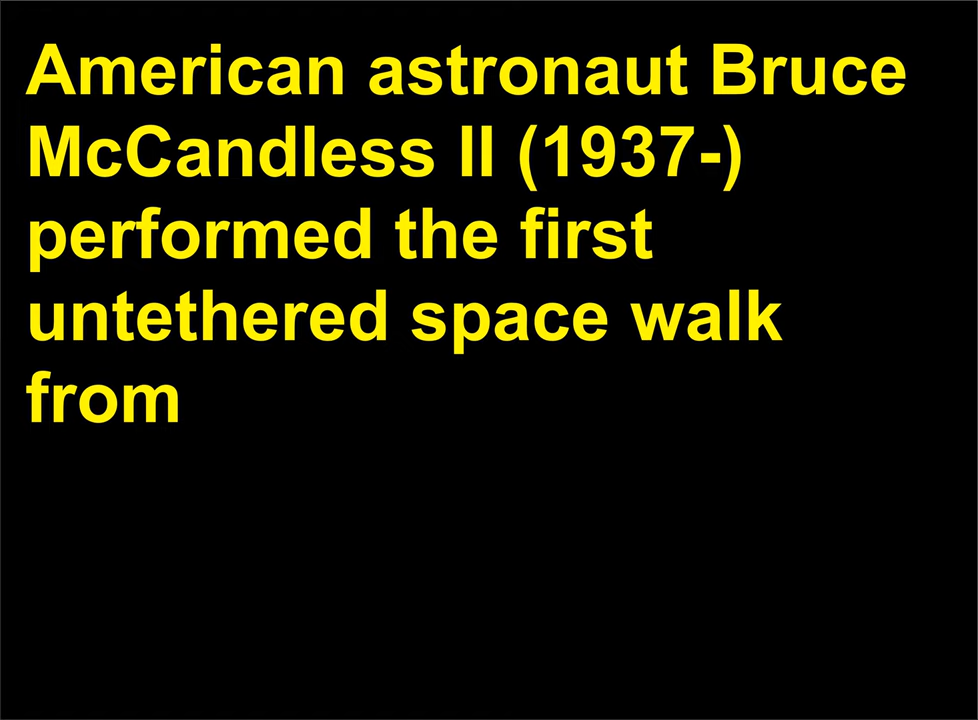 American astronaut Bruce
McCandless II (1937-)
performed the first
untethered space walk
from